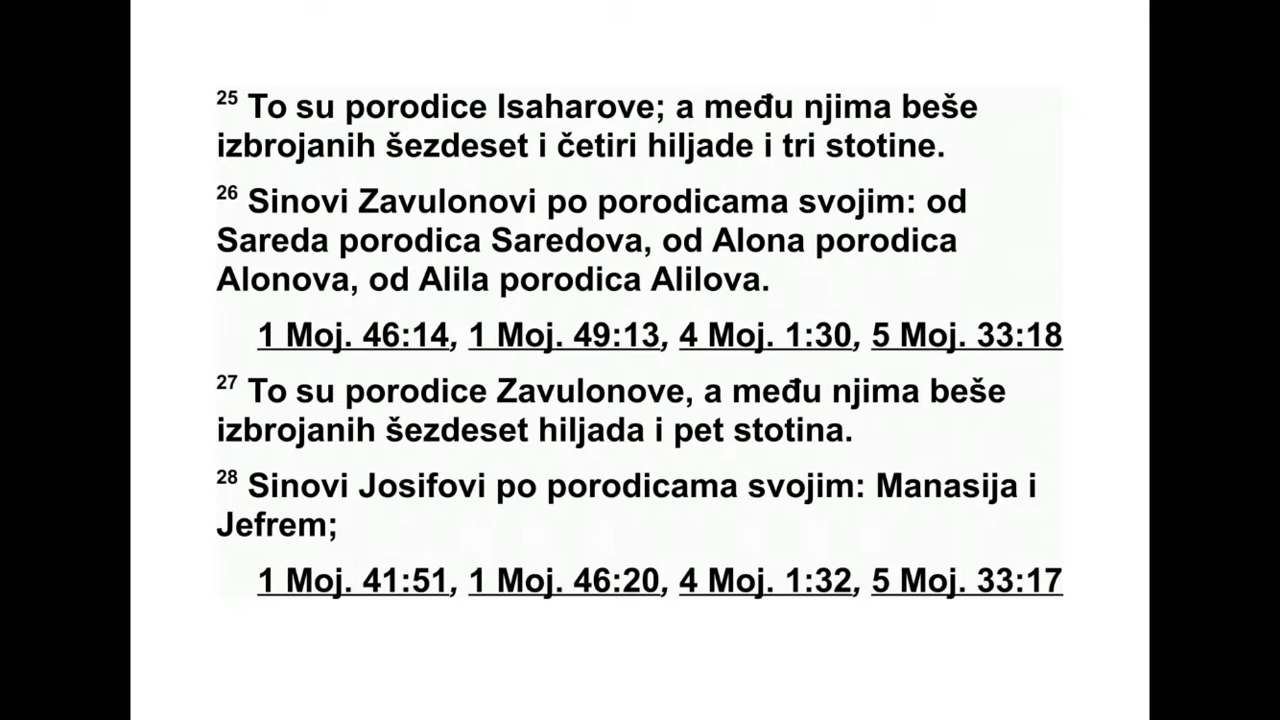 25 To su porodice Isaharove; a među njima beše
izbrojanih šezdeset i četiri hiljade i tri stotine.
26 Sinovi Zavulonovi po porodicama svojim: od
Sareda porodica Saredova, od Alona porodica
Alonova, od Alila porodica Alilova.
1 Moj. 46:14, 1 Moj. 49:13, 4 Moj. 1:30, 5 Moj. 33:18
27 To su porodice Zavulonove, a među njima beše
izbrojanih šezdeset hiljada i pet stotina.
28 Sinovi Josifovi po porodicama svojim: Manasija i
Jefrem;
1 Moj. 41:51, 1 Moj. 46:20, 4 Moj. 1:32, 5 Moj. 33:17